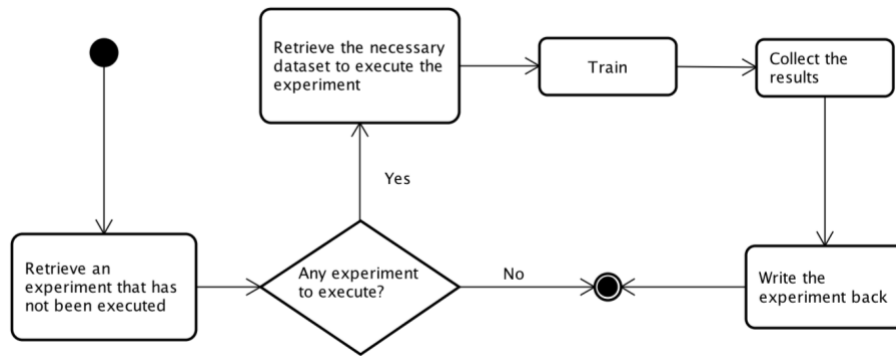 Retrieve the necessary
dataset to execute the
experiment
Train
Collect the
results
Yes
Retrieve an
experiment that has
not been executed
Any experiment
to execute?
No
Write the
experiment back